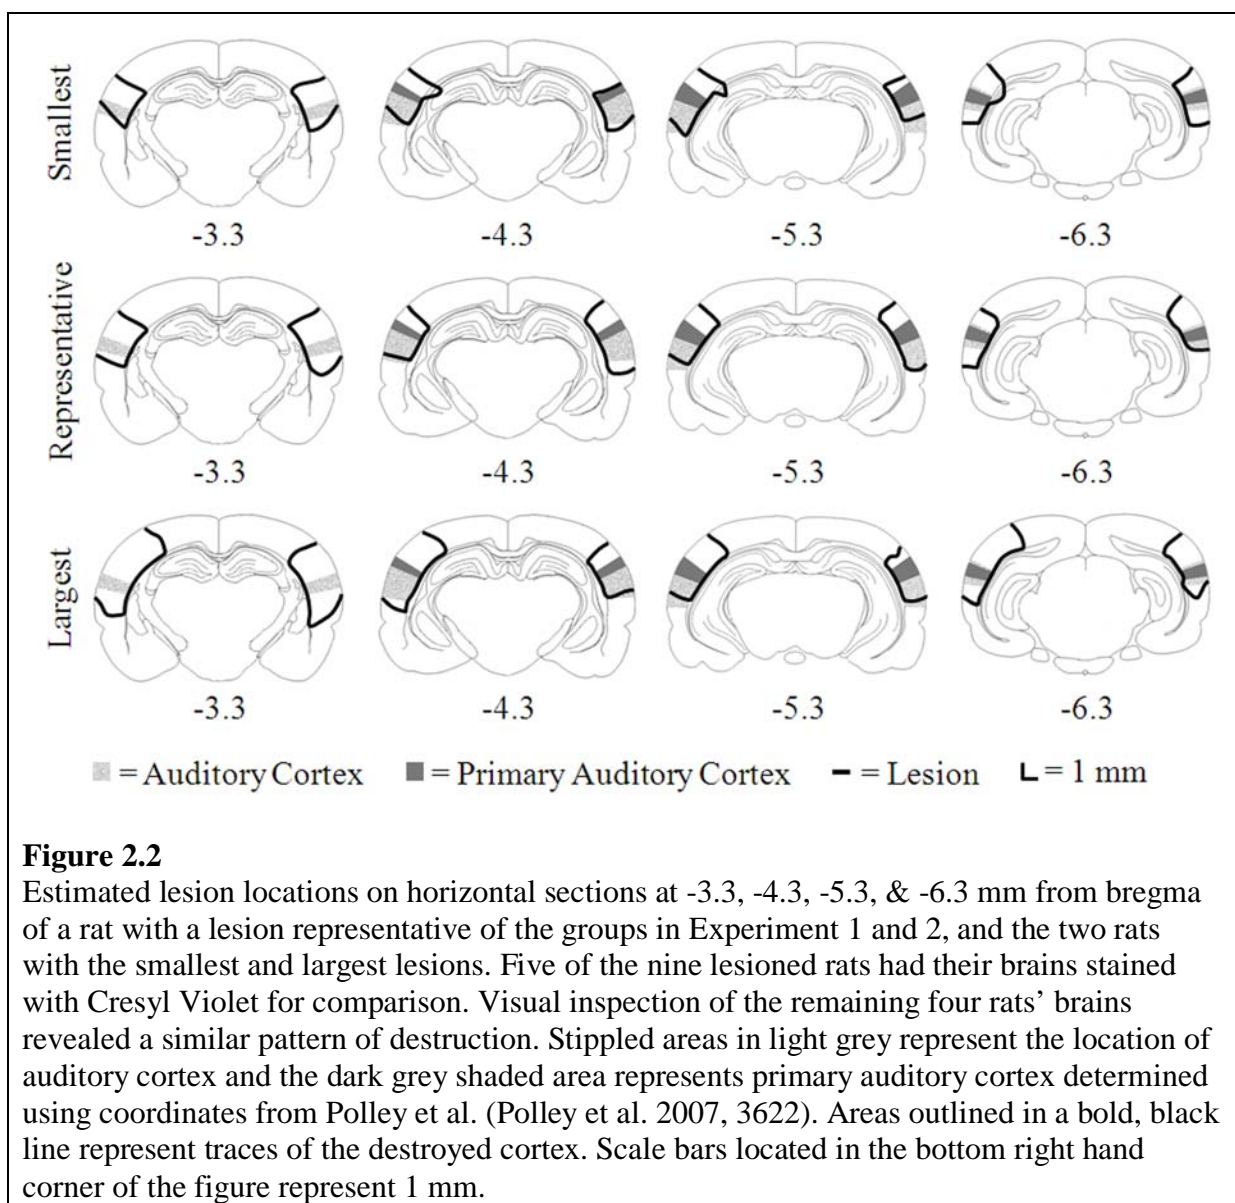 Smallest
-3.3 -4.3 -5.3 -6.3
Representative
-3.3 -4.3 -5.3 -6.3
Largest
-3.3 -4.3 -5.3 -6.3
= Auditory Cortex = Primary Auditory Cortex = Lesion = 1 mm
Figure 2.2
Estimated lesion locations on horizontal sections at -3.3, -4.3, -5.3, & -6.3 mm from bregma
of a rat with a lesion representative of the groups in Experiment 1 and 2, and the two rats
with the smallest and largest lesions. Five of the nine lesioned rats had their brains stained
with Cresyl Violet for comparison. Visual inspection of the remaining four rats’ brains
revealed a similar pattern of destruction. Stippled areas in light grey represent the location of
auditory cortex and the dark grey shaded area represents primary auditory cortex determined
using coordinates from Polley et al. (Polley et al. 2007, 3622). Areas outlined in a bold, black
line represent traces of the destroyed cortex. Scale bars located in the bottom right hand
corner of the figure represent 1 mm.